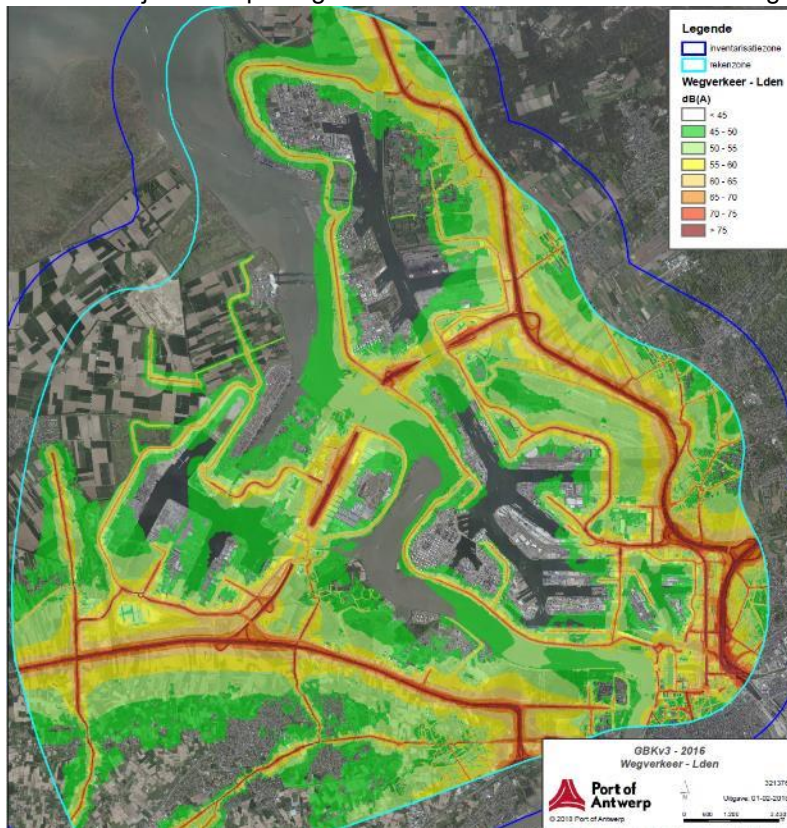 Legende
inventarisatiezone
rekenzone
Wegverkeer - Lden
dB(A)
< 45
45 - 50
50 - 55
55 - 60
60 - 65
65 - 70
70 - 75
> 75
GBKv3 - 2016
Wegverkeer - Lden
Port of
Antwerp
© 2018 Port of Antwerp
N
321376